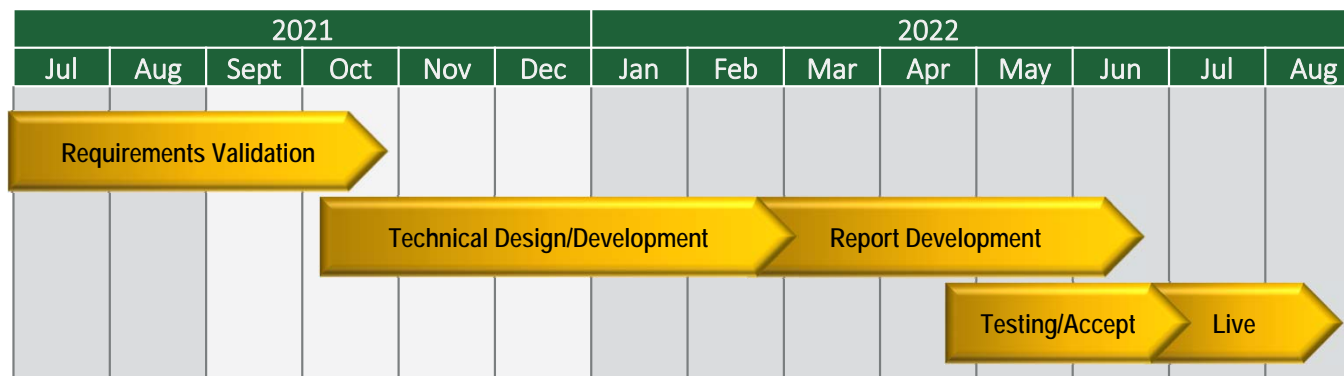 2021 2022
Jul Aug Sept Oct Nov Dec Jan Feb Mar Apr May Jun Jul Aug
Requirements Validation
Technical Design/Development Report Development
Testing/Accept Live